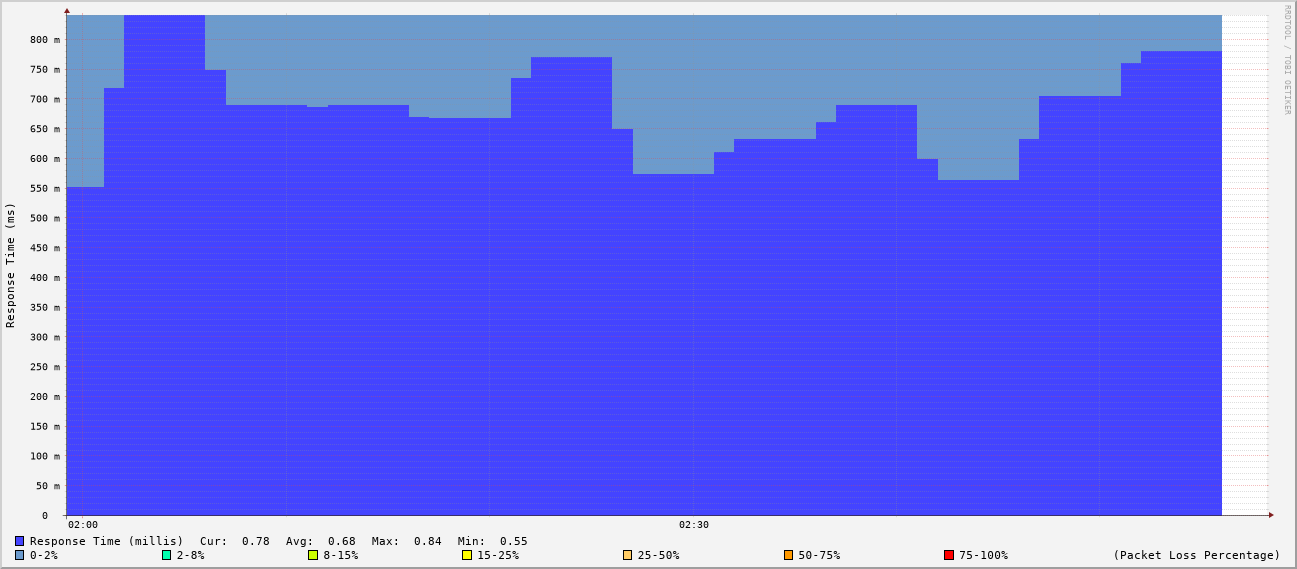 RRDTOOL / TOBI OETIKER
Response Time (ms)
800 m
750 m
700 m
650 m
600 m
550 m
500 m
450 m
400 m
350 m
300 m
250 m
200 m
150 m
100 m
50 m
0
02:00 02:30
Response Time (millis) Cur: 0.78 Avg: 0.68 Max: 0.84 Min: 0.55
0-2% 2-8% 8-15% 15-25% 25-50% 50-75% 75-100% (Packet Loss Percentage)